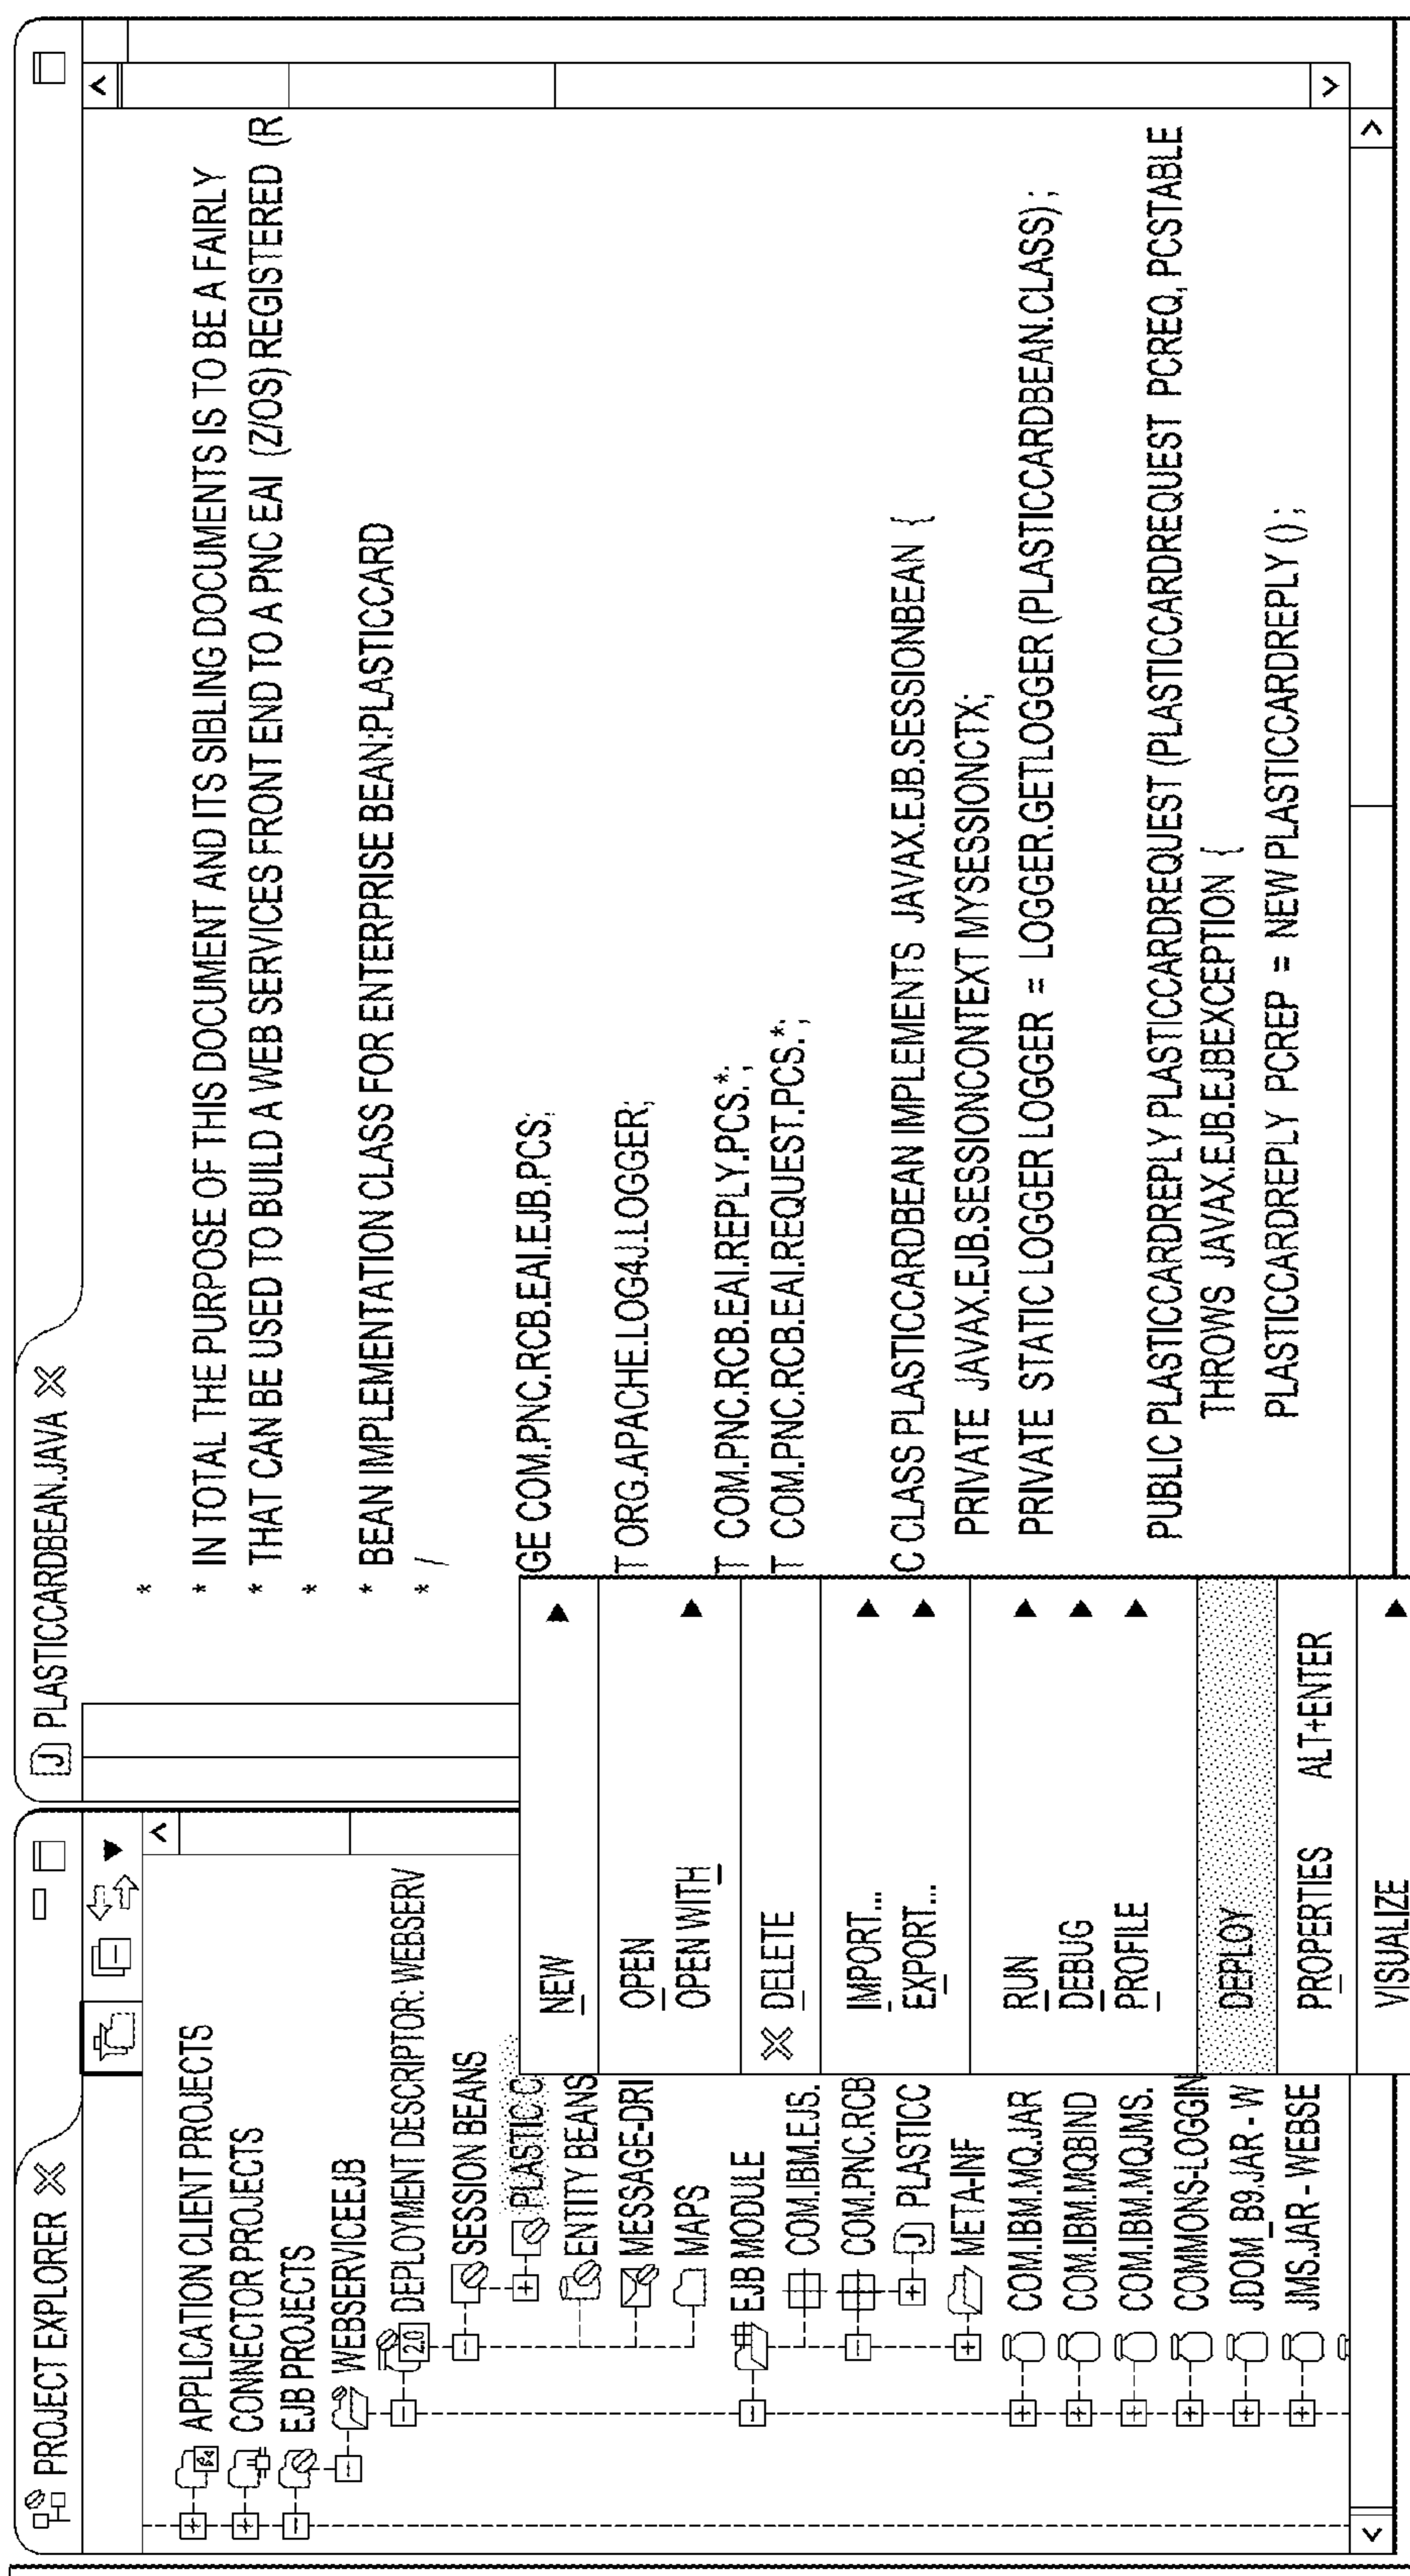 PROJECT EXPLORER
APPLICATION CLIENT PROJECTS
CONNECTOR PROJECTS
EJB PROJECTS
WEBSERVICEEJB
DEPLOYMENT DESCRIPTOR: WEBSERV
2.0
SESSION BEANS
PLASTIC C
ENTITY BEANS
MESSAGE-DRI
MAPS
EJB MODULE
COM.IBM.EJS.
COM.PNC.RCB
J PLASTICC
META-INF
COM.IBM.MQ.JAR
COM.IBM.MQBIND
COM.IBM.MQJMS.
COMMONS-LOGGIN
JDOM_B9.JAR - W
JMS.JAR - WEBSE
NEW
OPEN
OPEN WITH
DELETE
IMPORT...
EXPORT...
RUN
DEBUG
PROFILE
DEPLOY
PROPERTIES ALT+ENTER
VISUALIZE
J PLASTICCARDBEAN.JAVA
*
* IN TOTAL THE PURPOSE OF THIS DOCUMENT AND ITS SIBLING DOCUMENTS IS TO BE A FAIRLY
* THAT CAN BE USED TO BUILD A WEB SERVICES FRONT END TO A PNC EAI (Z/OS) REGISTERED (R
*
* BEAN IMPLEMENTATION CLASS FOR ENTERPRISE BEAN:PLASTICCARD
* /
GE COM.PNC.RCB.EAI.EJB.PCS;
T ORG.APACHE.LOG4J.LOGGER;
T COM.PNC.RCB.EAI.REPLY.PCS.*;
T COM.PNC.RCB.EAI.REQUEST.PCS.*;
C CLASS PLASTICCARDBEAN IMPLEMENTS JAVAX.EJB.SESSIONBEAN {
PRIVATE JAVAX.EJB.SESSIONCONTEXT MYSESSIONCTX;
PRIVATE STATIC LOGGER LOGGER = LOGGER.GETLOGGER (PLASTICCARDBEAN.CLASS) ;
PUBLIC PLASTICCARDREPLY PLASTICCARDREQUEST (PLASTICCARDREQUEST PCREQ, PCSTABLE
THROWS JAVAX.EJB.EJBEXCEPTION {
PLASTICCARDREPLY PCREP = NEW PLASTICCARDREPLY () ;